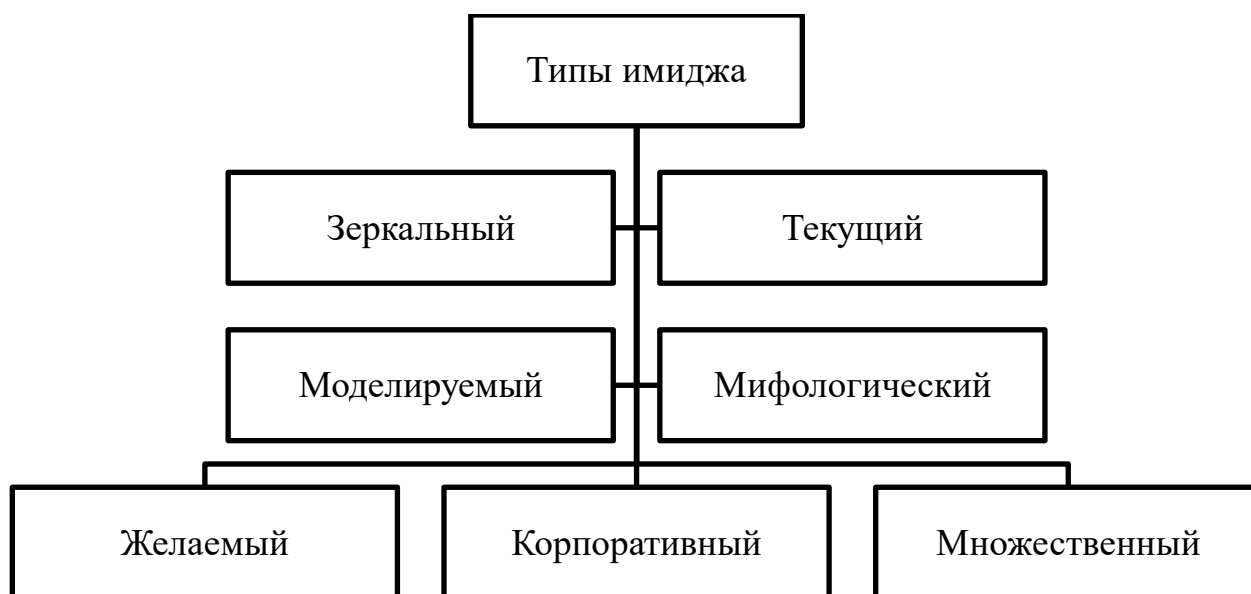 Типы имиджа
Зеркальный
Текущий
Моделируемый
Мифологический
Желаемый
Корпоративный
Множественный